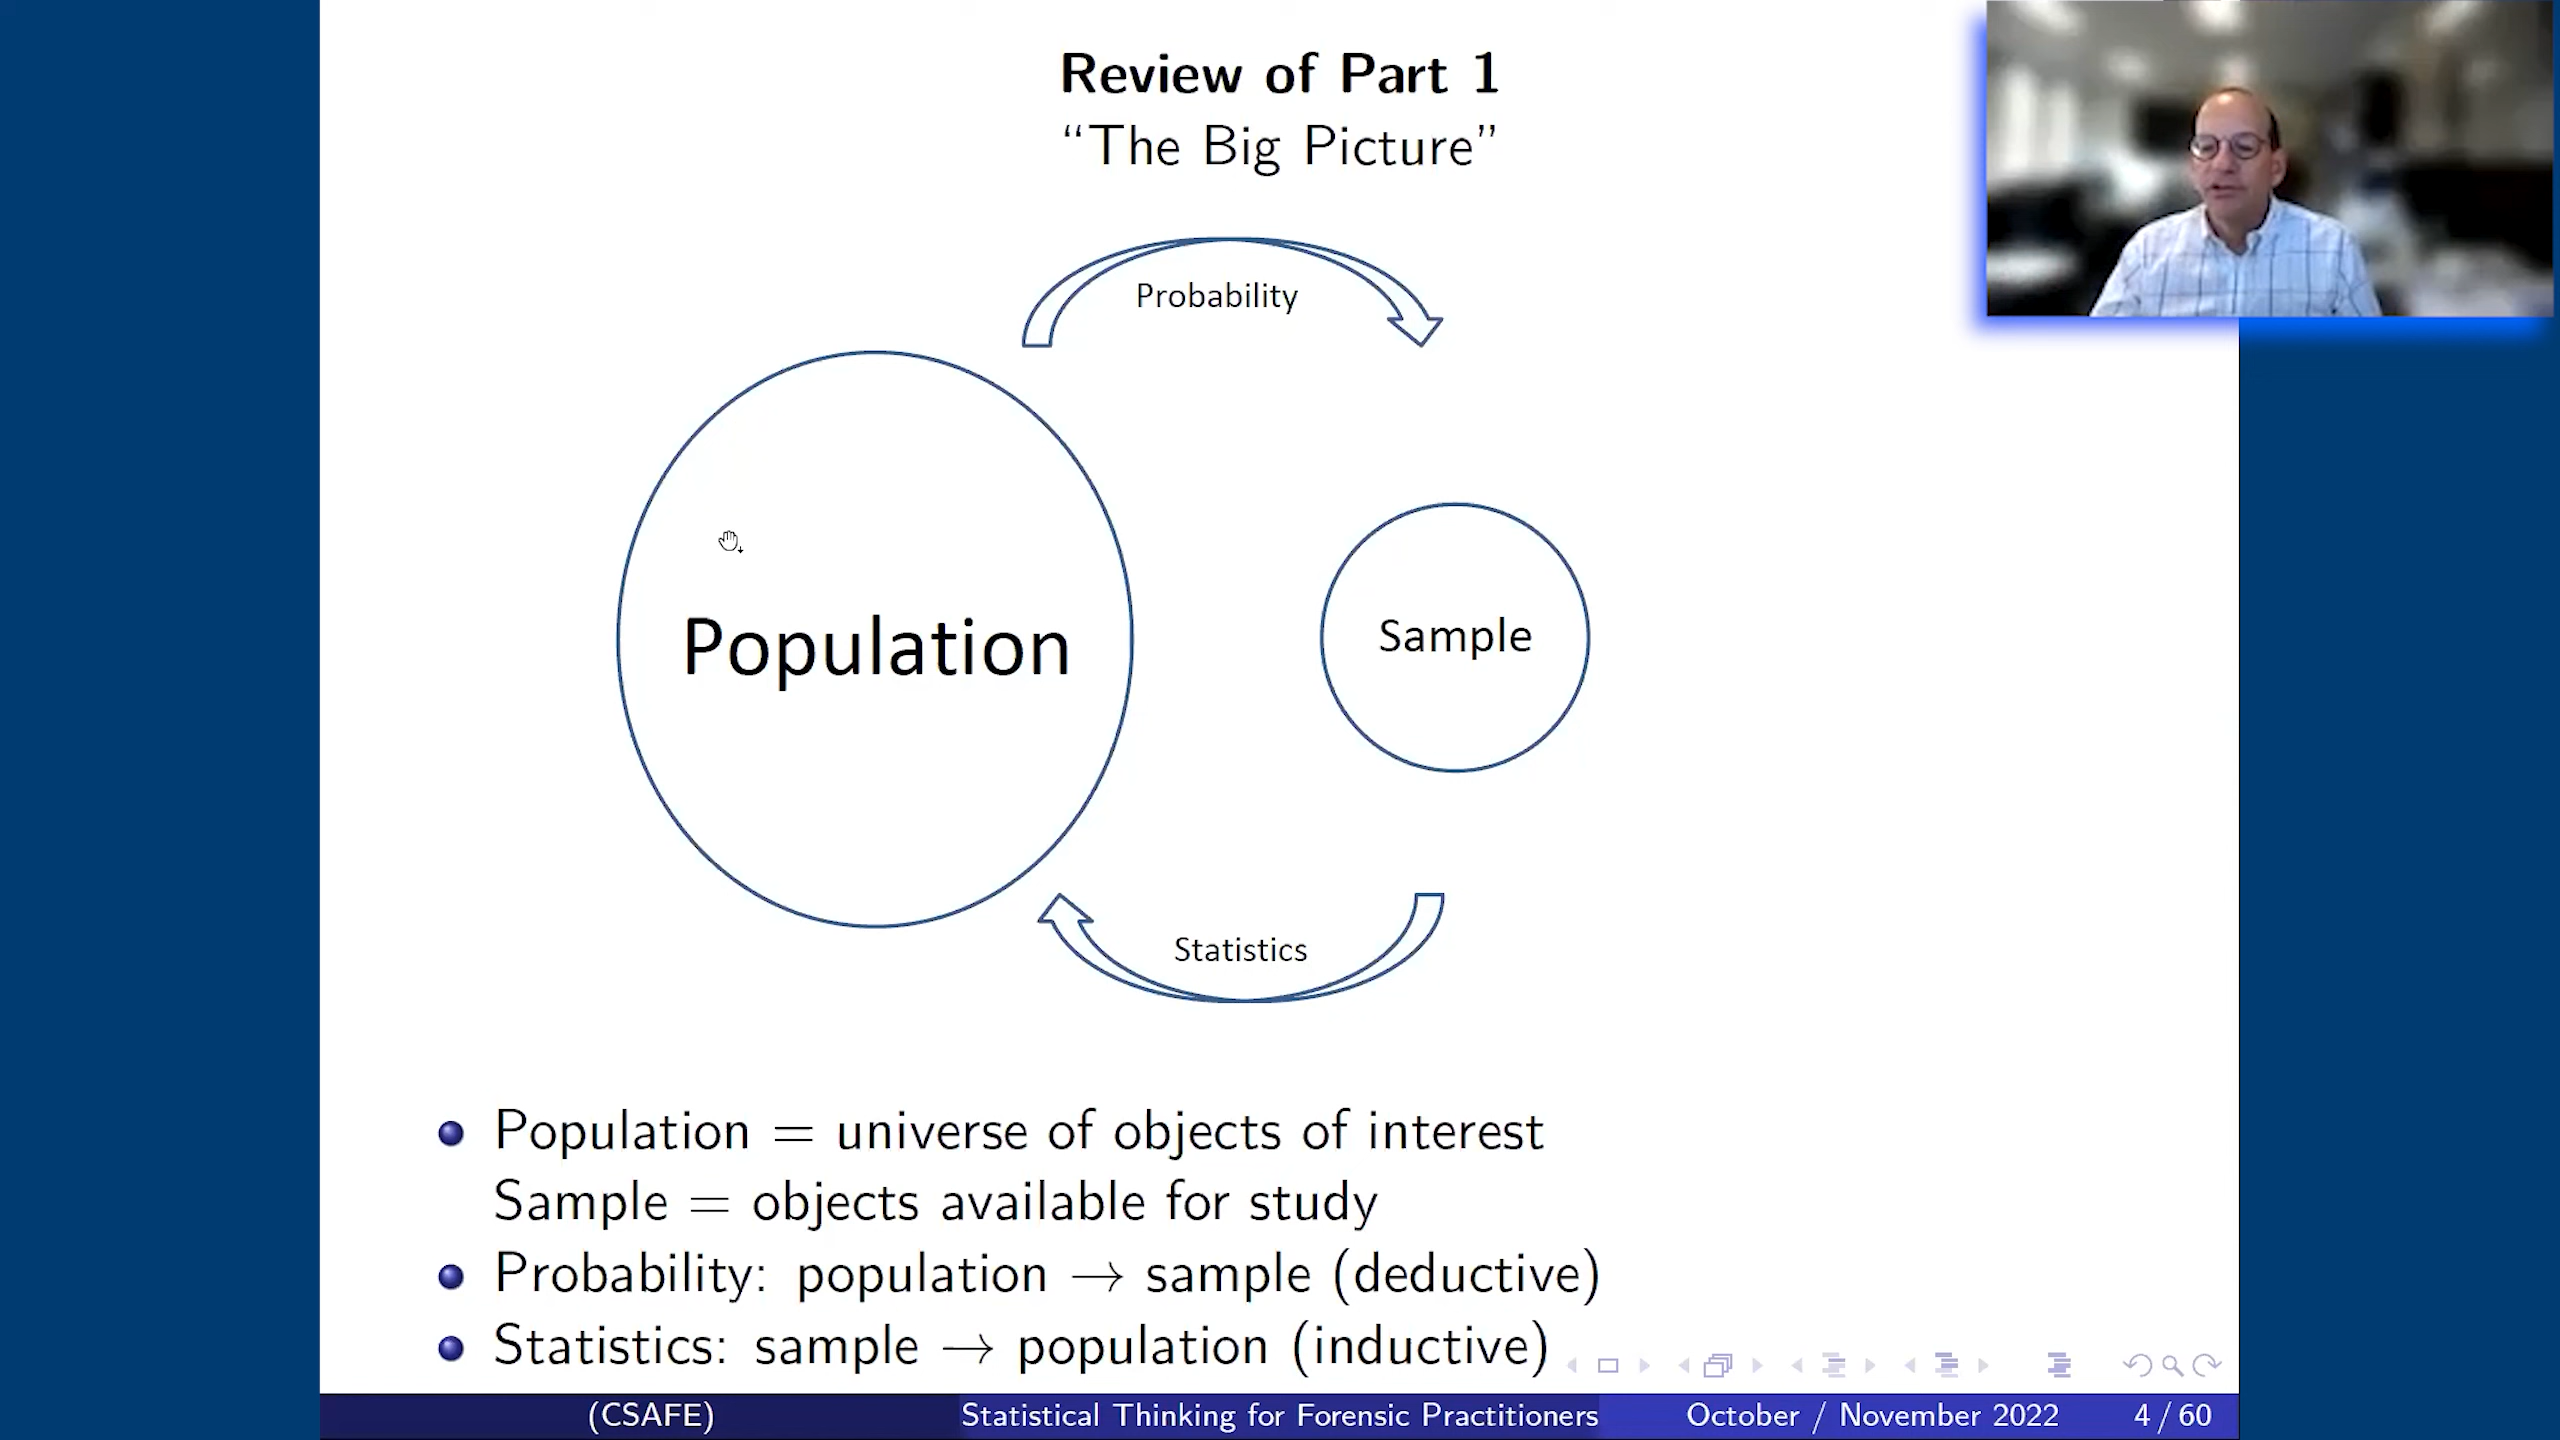 Review of Part 1
“The Big Picture”
Probability
Population
Sample
Statistics
Population = universe of objects of interest
Sample = objects available for study
Probability: population → sample (deductive)
Statistics: sample → population (inductive)
(CSAFE)
Statistical Thinking for Forensic Practitioners
October / November 2022
4 / 60